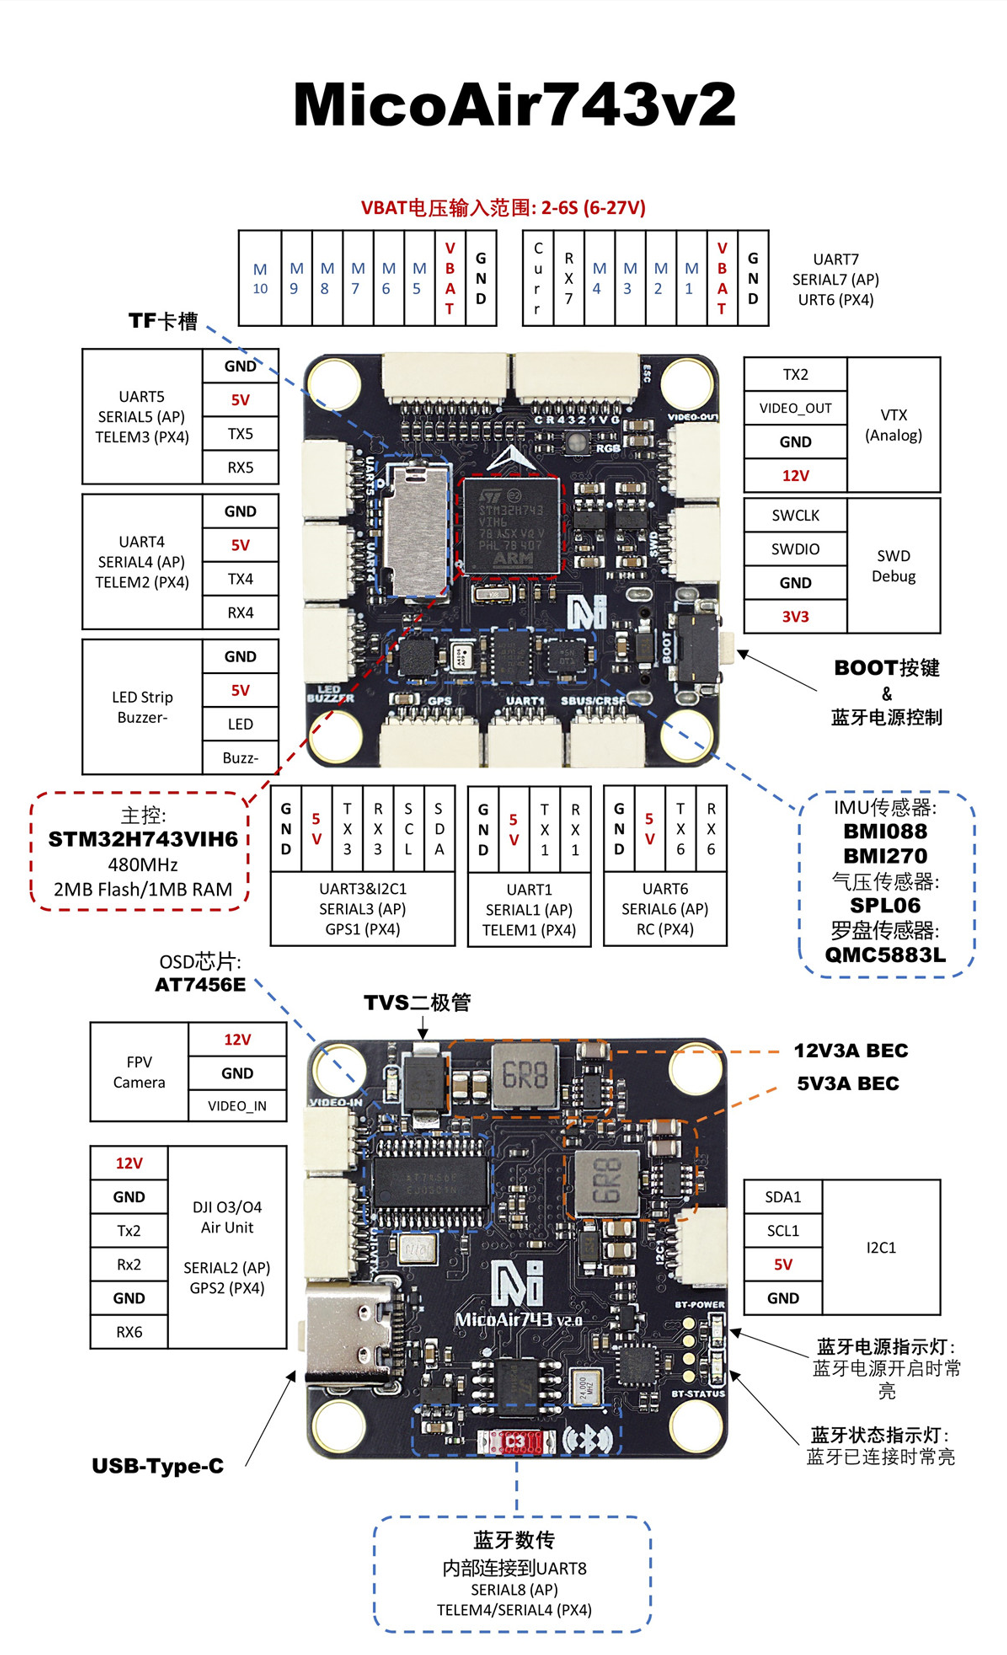 MicoAir743v2
VBAT电压输入范围: 2-6S (6-27V)
M10 M9 M8 M7 M6 M5 VBAT GND
Curr RX7 M4 M3 M2 M1 VBAT GND
UART7
SERIAL7 (AP)
URT6 (PX4)
TF卡槽
UART5
SERIAL5 (AP)
TELEM3 (PX4)
GND
5V
TX5
RX5
UART4
SERIAL4 (AP)
TELEM2 (PX4)
GND
5V
TX4
RX4
LED Strip
Buzzer-
GND
5V
LED
Buzz-
ESC
CR4321VG
VIDEO-OUT
RGB
UART5
UART4
STM32H743
VIH6
PHL 78 407
ARM
SWD
BOOT
LED
BUZZER
GPS
UART1
SBUS/CRSF
TX2
VIDEO_OUT
GND
12V
VTX
(Analog)
SWCLK
SWDIO
GND
3V3
SWD
Debug
BOOT按键
&
蓝牙电源控制
主控:
STM32H743VIH6
480MHz
2MB Flash/1MB RAM
GND 5V TX3 RX3 SCL SDA
UART3&I2C1
SERIAL3 (AP)
GPS1 (PX4)
GND 5V TX1 RX1
UART1
SERIAL1 (AP)
TELEM1 (PX4)
GND 5V TX6 RX6
UART6
SERIAL6 (AP)
RC (PX4)
IMU传感器:
BMI088
BMI270
气压传感器:
SPL06
罗盘传感器:
QMC5883L
OSD芯片:
AT7456E
TVS二极管
12V3A BEC
5V3A BEC
FPV
Camera
12V
GND
VIDEO_IN
12V
GND
Tx2
Rx2
GND
RX6
DJI O3/O4
Air Unit
SERIAL2 (AP)
GPS2 (PX4)
VIDEO-IN
6R8
6R8
AT7456E
I2C
MicoAir743 V2.0
BT-POWER
BT-STATUS
24.000
MHZ
C3
SDA1
SCL1
5V
GND
I2C1
蓝牙电源指示灯:
蓝牙电源开启时常
亮
蓝牙状态指示灯:
蓝牙已连接时常亮
USB-Type-C
蓝牙数传
内部连接到UART8
SERIAL8 (AP)
TELEM4/SERIAL4 (PX4)